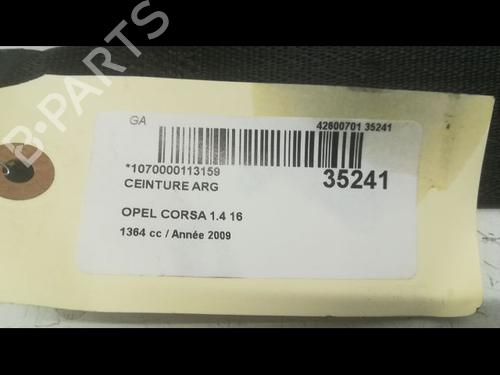 GA
42600701 35241
*1070000113159
35241
CEINTURE ARG
OPEL CORSA 1.4 16
1364 cc / Année 2009
B-PARTS